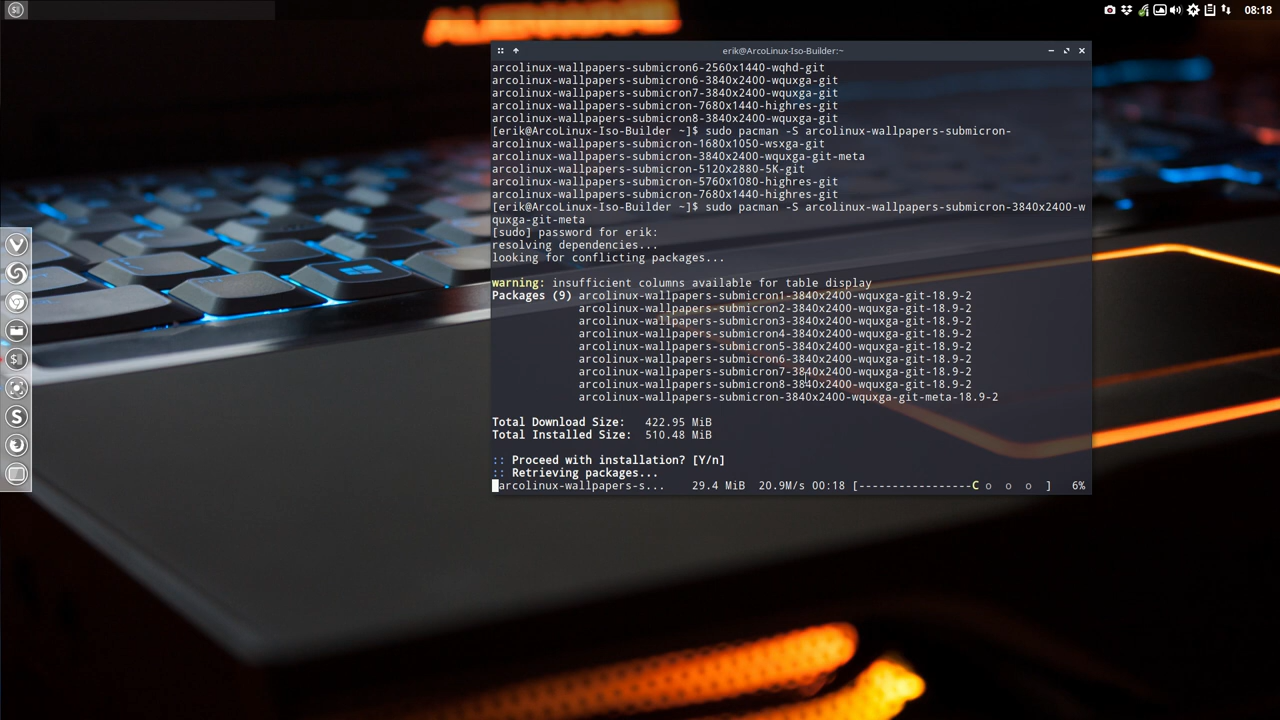 08:18
erik@ArcoLinux-Iso-Builder:~
arcolinux-wallpapers-submicron6-2560x1440-wqhd-git
arcolinux-wallpapers-submicron6-3840x2400-wquxga-git
arcolinux-wallpapers-submicron7-3840x2400-wquxga-git
arcolinux-wallpapers-submicron-7680x1440-highres-git
arcolinux-wallpapers-submicron8-3840x2400-wquxga-git
[erik@ArcoLinux-Iso-Builder ~]$ sudo pacman -S arcolinux-wallpapers-submicron-
arcolinux-wallpapers-submicron-1680x1050-wsxga-git
arcolinux-wallpapers-submicron-3840x2400-wquxga-git-meta
arcolinux-wallpapers-submicron-5120x2880-5K-git
arcolinux-wallpapers-submicron-5760x1080-highres-git
arcolinux-wallpapers-submicron-7680x1440-highres-git
[erik@ArcoLinux-Iso-Builder ~]$ sudo pacman -S arcolinux-wallpapers-submicron-3840x2400-w
quxga-git-meta
[sudo] password for erik:
resolving dependencies...
looking for conflicting packages...
warning: insufficient columns available for table display
Packages (9) arcolinux-wallpapers-submicron1-3840x2400-wquxga-git-18.9-2
arcolinux-wallpapers-submicron2-3840x2400-wquxga-git-18.9-2
arcolinux-wallpapers-submicron3-3840x2400-wquxga-git-18.9-2
arcolinux-wallpapers-submicron4-3840x2400-wquxga-git-18.9-2
arcolinux-wallpapers-submicron5-3840x2400-wquxga-git-18.9-2
arcolinux-wallpapers-submicron6-3840x2400-wquxga-git-18.9-2
arcolinux-wallpapers-submicron7-3840x2400-wquxga-git-18.9-2
arcolinux-wallpapers-submicron8-3840x2400-wquxga-git-18.9-2
arcolinux-wallpapers-submicron-3840x2400-wquxga-git-meta-18.9-2
Total Download Size: 422.95 MiB
Total Installed Size: 510.48 MiB
:: Proceed with installation? [Y/n]
:: Retrieving packages...
arcolinux-wallpapers-s... 29.4 MiB 20.9M/s 00:18 [-----------------C o o o ] 6%